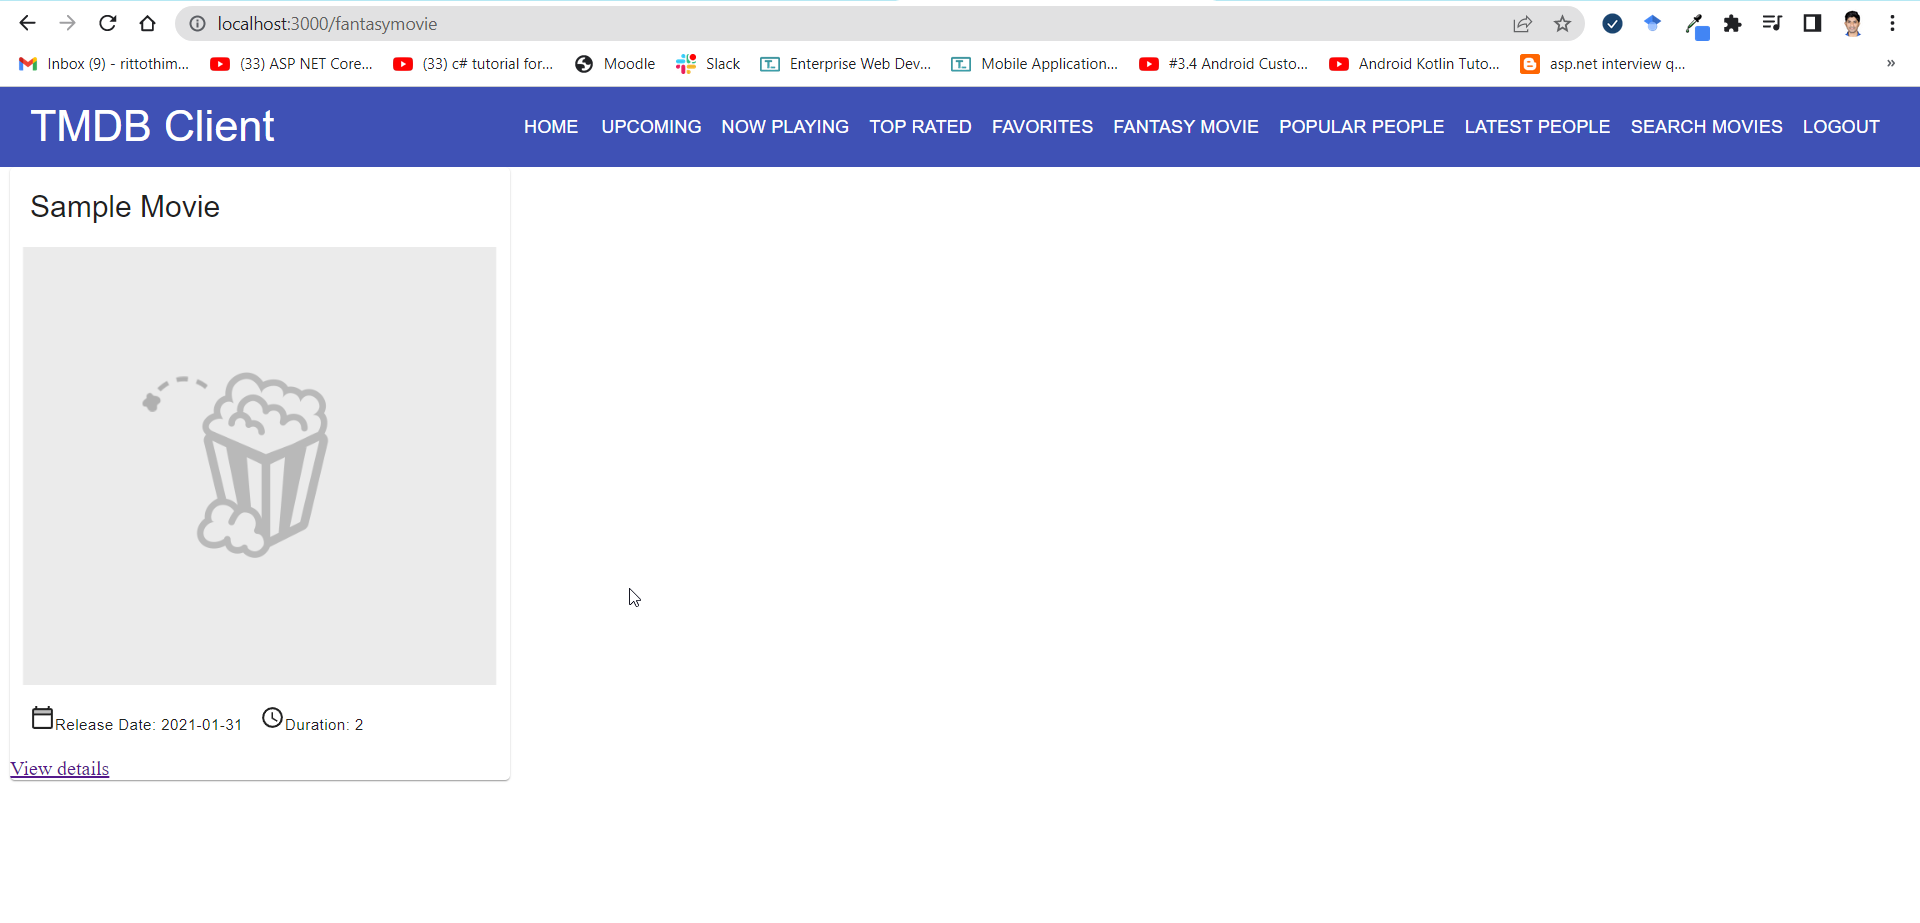 localhost:3000/fantasymovie
Inbox (9) - rittothim... (33) ASP NET Core... (33) c# tutorial for... Moodle Slack Enterprise Web Dev... Mobile Application... #3.4 Android Custo... Android Kotlin Tuto... asp.net interview q... »
TMDB Client HOME UPCOMING NOW PLAYING TOP RATED FAVORITES FANTASY MOVIE POPULAR PEOPLE LATEST PEOPLE SEARCH MOVIES LOGOUT
Sample Movie
Release Date: 2021-01-31 Duration: 2
View details